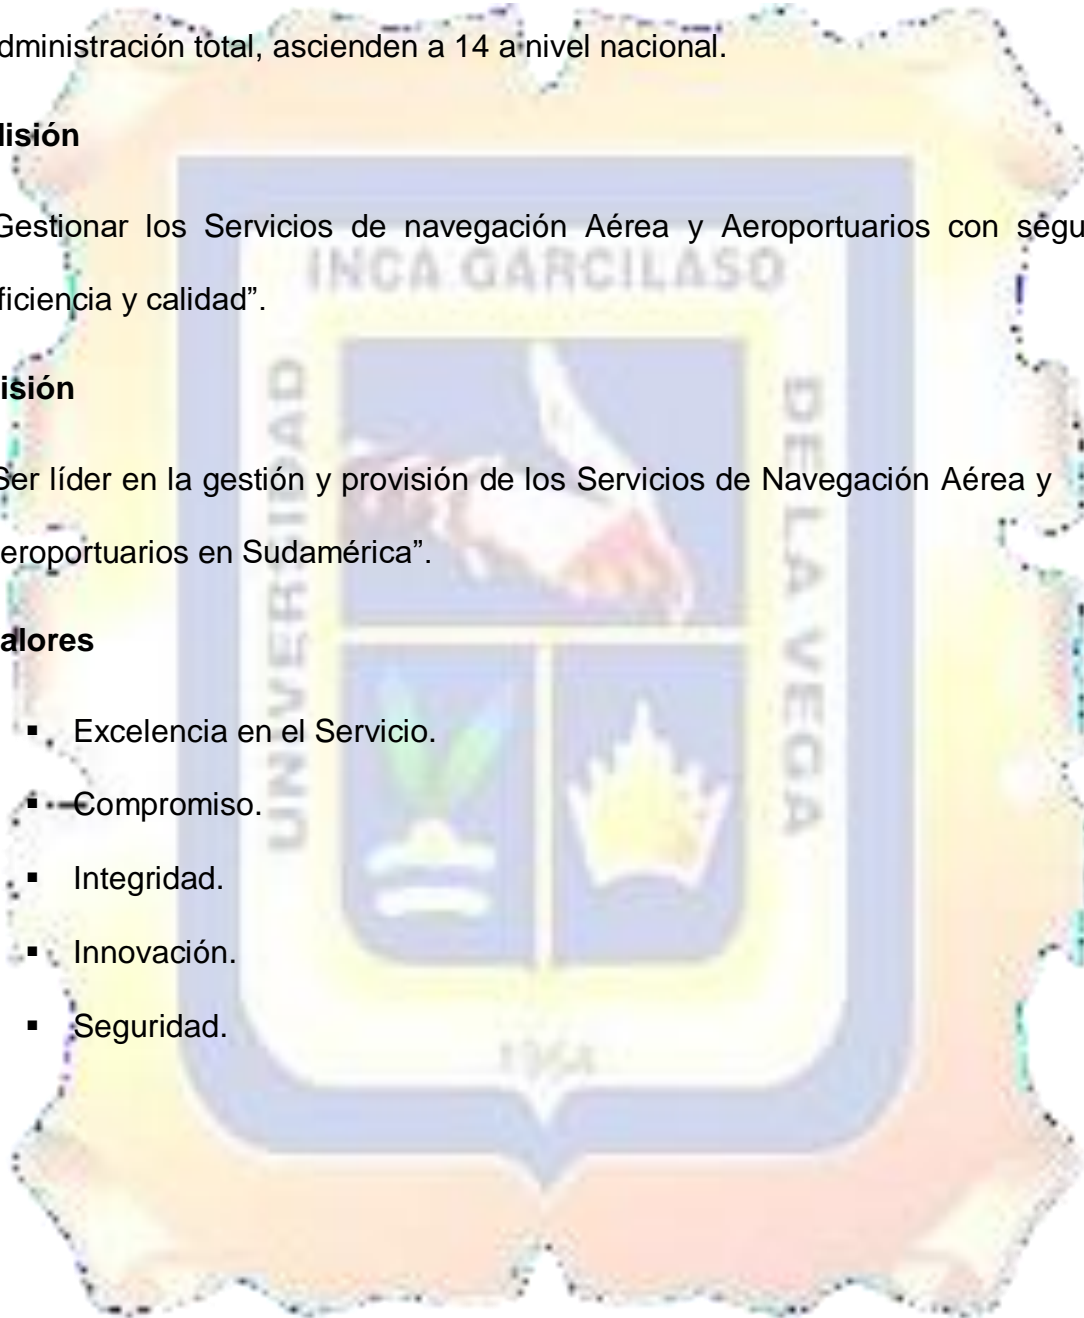 dministración total, ascienden a 14 a nivel nacional.
isión
Gestionar los Servicios de navegación Aérea y Aeroportuarios con segu
ficiencia y calidad”.
isión
Ser líder en la gestión y provisión de los Servicios de Navegación Aérea y
eroportuarios en Sudamérica”.
alores
▪ Excelencia en el Servicio.
▪ Compromiso.
▪ Integridad.
▪ Innovación.
▪ Seguridad.
INCA GARCILASO
UNIVERSIDAD
DE LA VEGA
1964